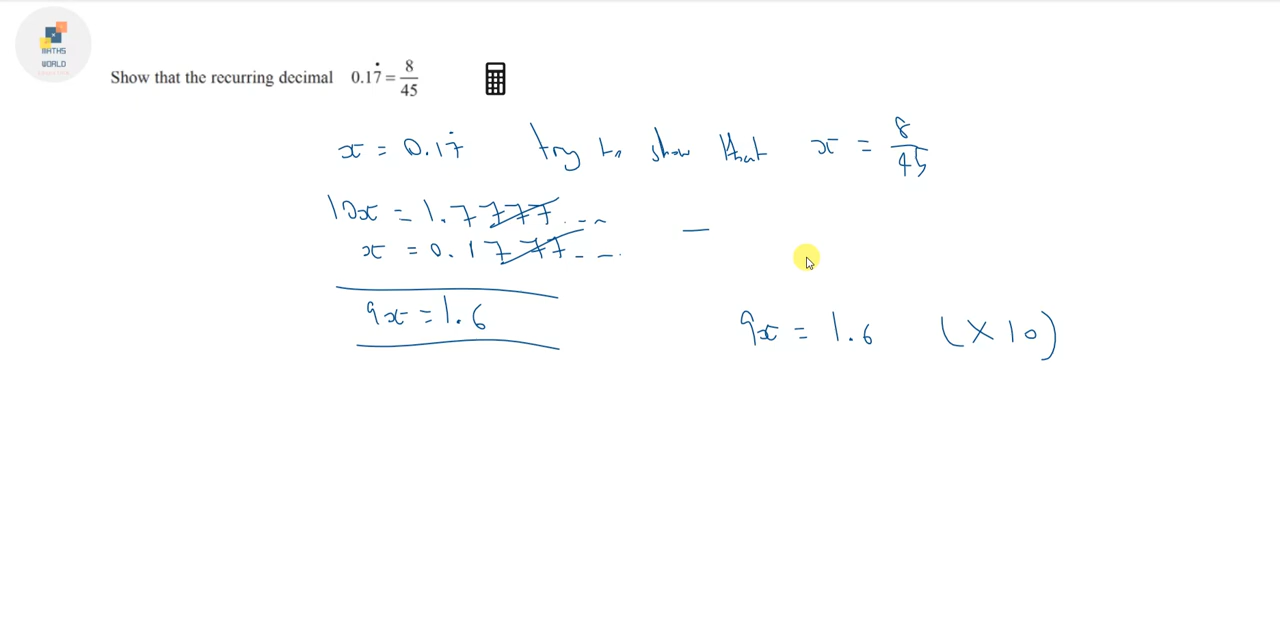 MATHS
WORLD
Show that the recurring decimal 0.17̇ = 8/45
x = 0.17̇ try to show that x = 8/45
10x = 1.7777...
x = 0.1777...
—
9x = 1.6
9x = 1.6 (×10)